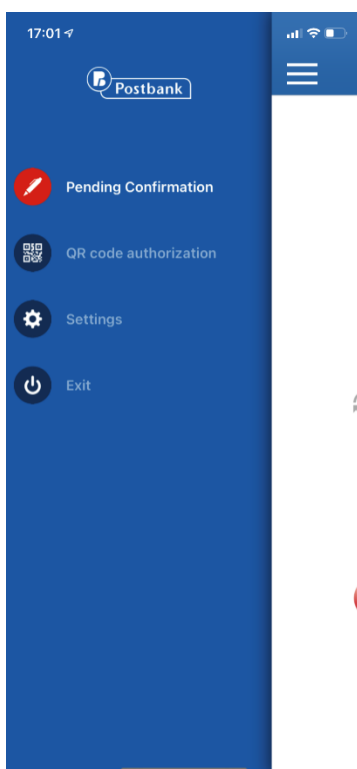 17:01
Postbank
Pending Confirmation
QR code authorization
Settings
Exit